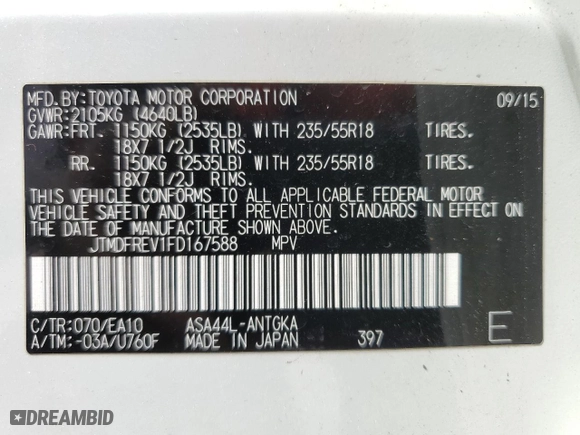 MFD.BY:TOYOTA MOTOR CORPORATION 09/15
GVWR:2105KG (4640LB)
GAWR:FRT. 1150KG (2535LB) WITH 235/55R18 TIRES.
18X7 1/2J RIMS.
RR. 1150KG (2535LB) WITH 235/55R18 TIRES.
18X7 1/2J RIMS.
THIS VEHICLE CONFORMS TO ALL APPLICABLE FEDERAL MOTOR
VEHICLE SAFETY AND THEFT PREVENTION STANDARDS IN EFFECT ON
THE DATE OF MANUFACTURE SHOWN ABOVE.
JTMDFREV1FD167588 MPV
C/TR:070/EA10 ASA44L-ANTGKA
A/TM:-03A/U760F MADE IN JAPAN 397 E
DREAMBID